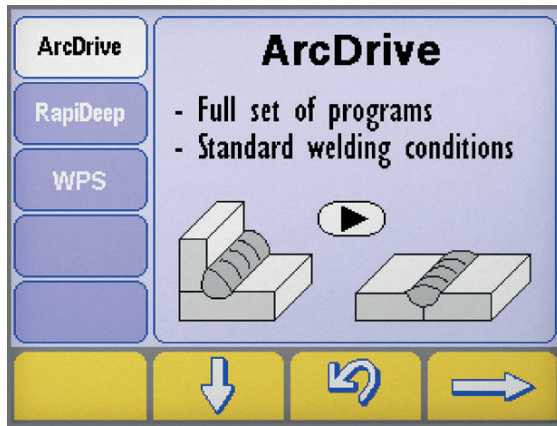 ArcDrive
RapiDeep
WPS
ArcDrive
- Full set of programs
- Standard welding conditions